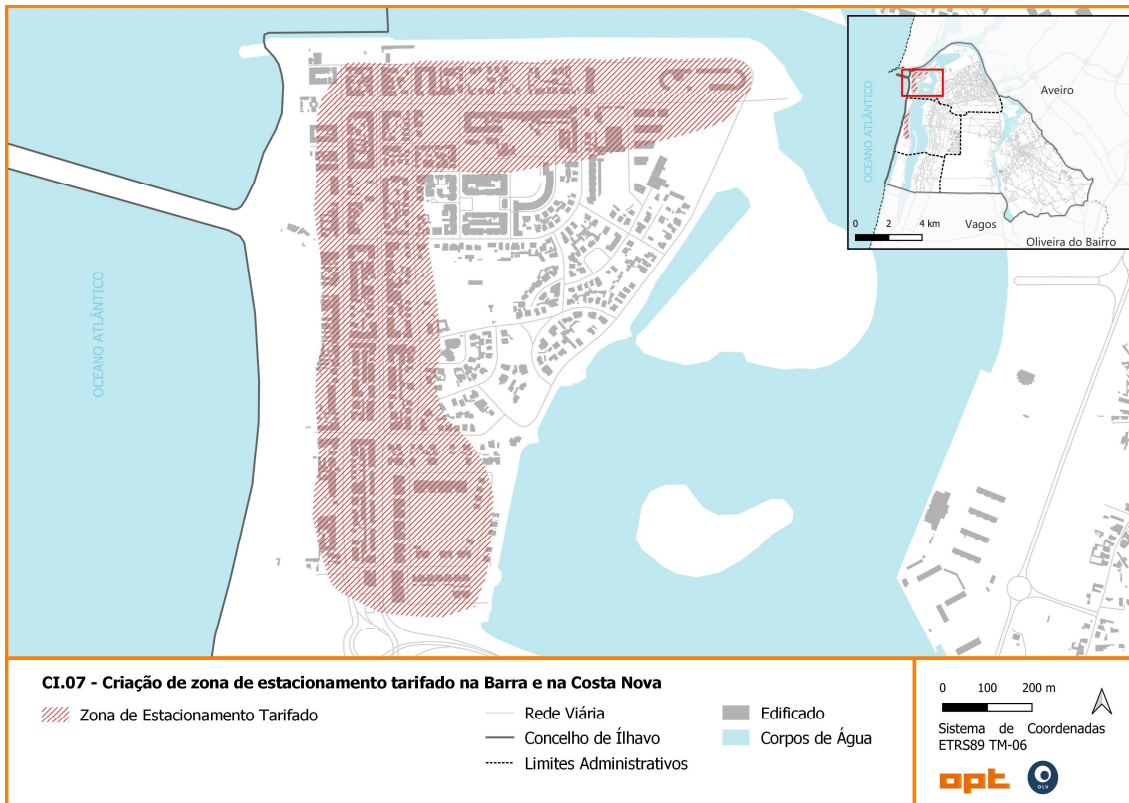 OCEANO ATLÂNTICO
OCEANO ATLÂNTICO
Aveiro
0 2 4 km
Vagos
Oliveira do Bairro
CI.07 - Criação de zona de estacionamento tarifado na Barra e na Costa Nova
Zona de Estacionamento Tarifado
Rede Viária
Concelho de Ílhavo
Limites Administrativos
Edificado
Corpos de Água
0 100 200 m
Sistema de Coordenadas
ETRS89 TM-06
opt
OLV